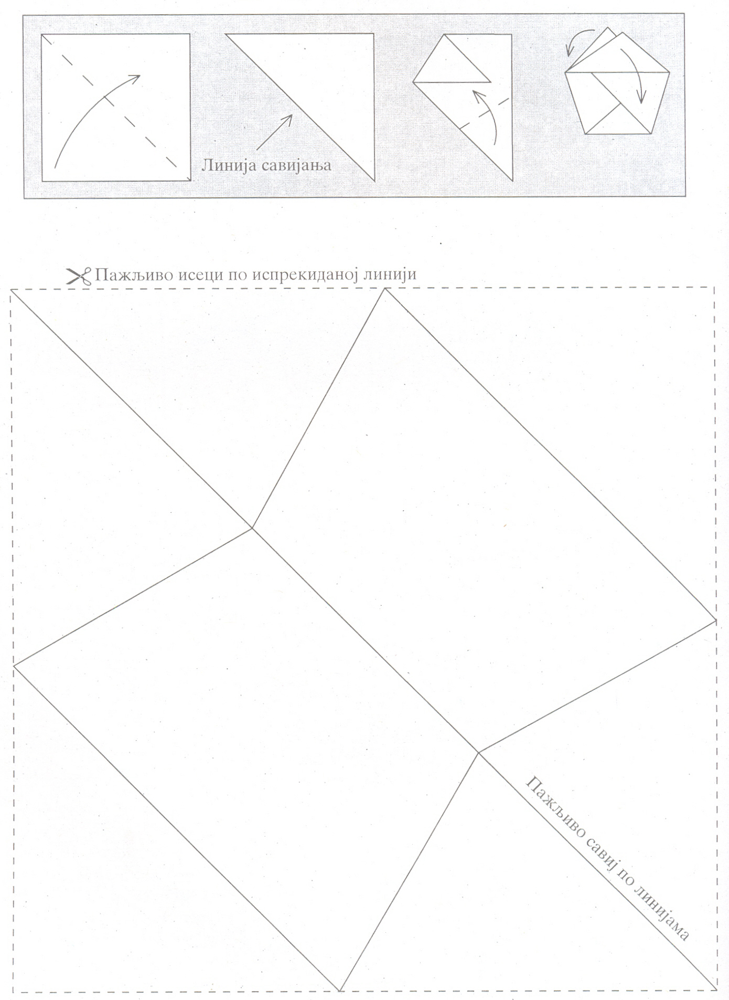 Линија савијања
Пажљиво исеци по испрекиданој линији
Пажљиво савиј по линијама